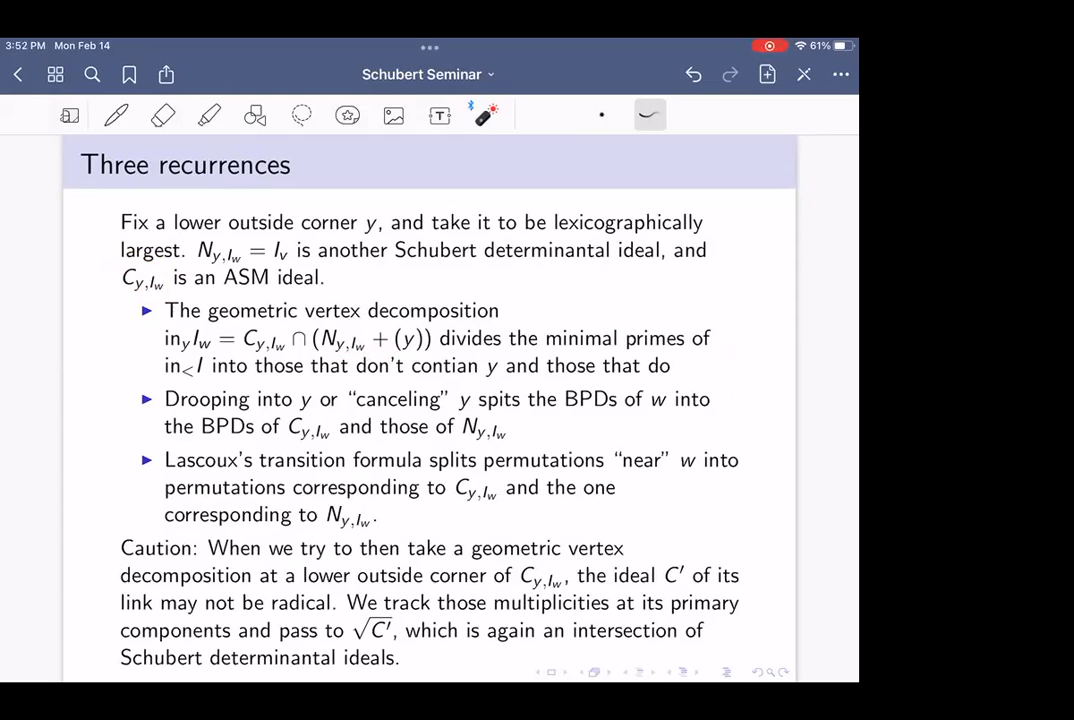 3:52 PM Mon Feb 14
61%
Schubert Seminar
T
Three recurrences
Fix a lower outside corner y, and take it to be lexicographically
largest. N_{y,I_w} = I_v is another Schubert determinantal ideal, and
C_{y,I_w} is an ASM ideal.
► The geometric vertex decomposition
in_y I_w = C_{y,I_w} ∩ (N_{y,I_w} + (y)) divides the minimal primes of
in_< I into those that don't contian y and those that do
► Drooping into y or "canceling" y spits the BPDs of w into
the BPDs of C_{y,I_w} and those of N_{y,I_w}
► Lascoux's transition formula splits permutations "near" w into
permutations corresponding to C_{y,I_w} and the one
corresponding to N_{y,I_w}.
Caution: When we try to then take a geometric vertex
decomposition at a lower outside corner of C_{y,I_w}, the ideal C′ of its
link may not be radical. We track those multiplicities at its primary
components and pass to √C′, which is again an intersection of
Schubert determinantal ideals.